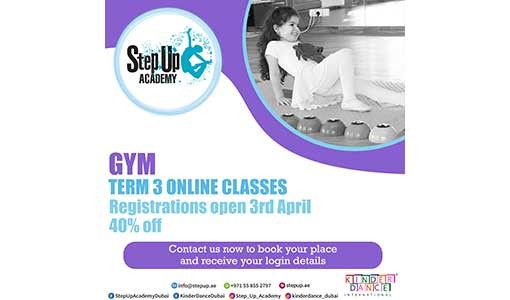 Step Up
ACADEMY
GYM
TERM 3 ONLINE CLASSES
Registrations open 3rd April
40% off
Contact us now to book your place
and receive your login details
info@stepup.ae +971 55 855 2797 stepup.ae
StepUpAcademyDubai KinderDanceDubai Step_Up_Academy kinderdance_dubai
KINDER
DANCE
INTERNATIONAL